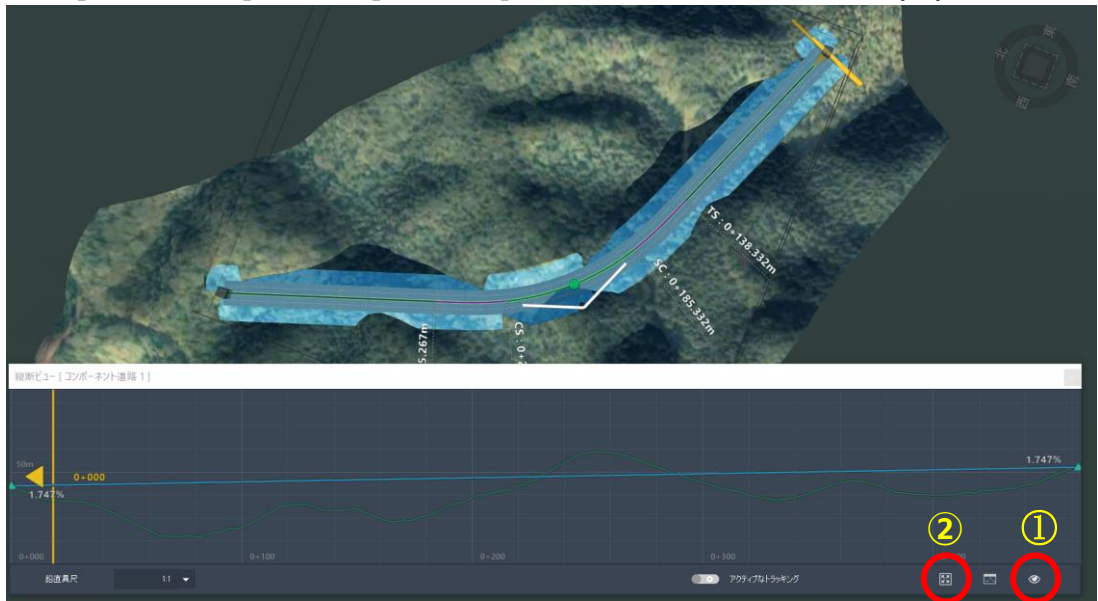 北
東
南
西
TS : 0+138.332m
SC : 0+185.332m
CS : 0+2
5.267m
縦断ビュー [ コンポーネント道路 1 ]
50m
0+000
1.747%
1.747%
② ①
0+000
0+100
0+200
0+300
鉛直異尺
1:1
アクティブなトラッキング